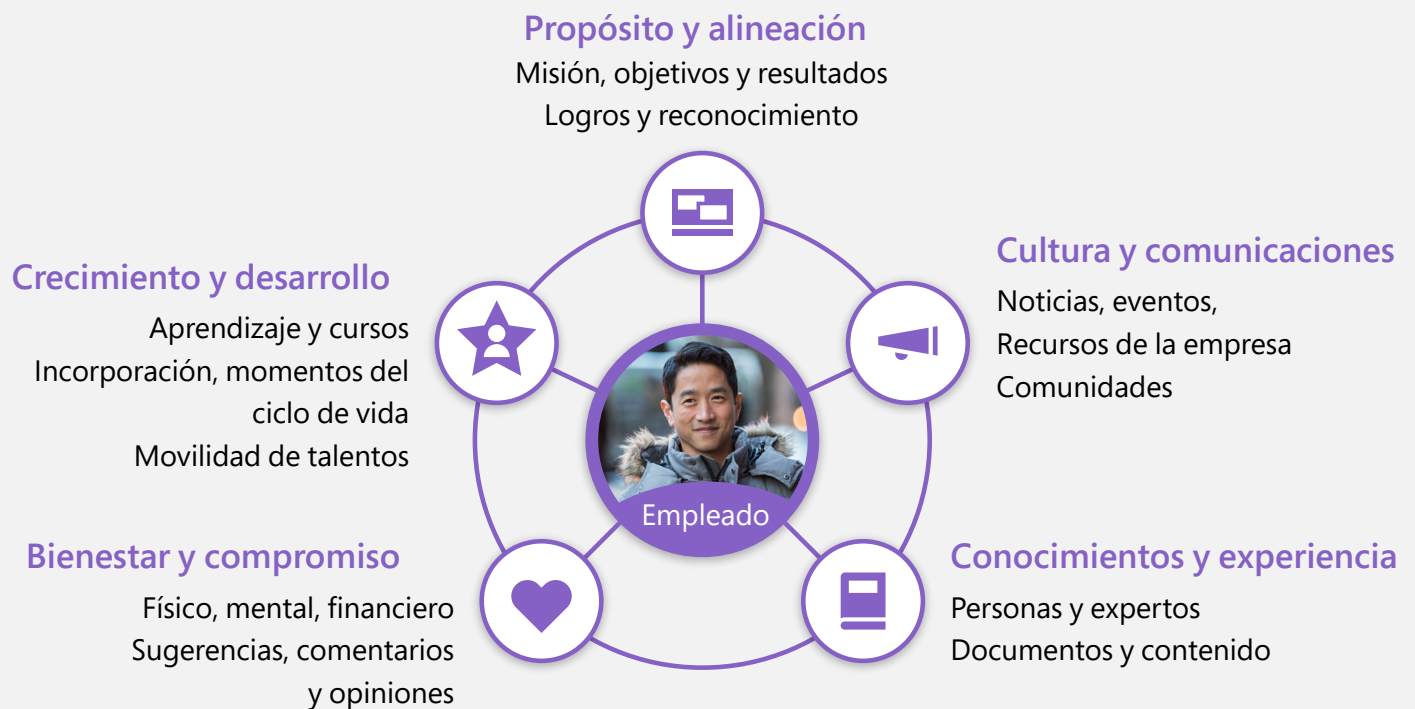 Propósito y alineación
Misión, objetivos y resultados
Logros y reconocimiento
Crecimiento y desarrollo
Aprendizaje y cursos
Incorporación, momentos del
ciclo de vida
Movilidad de talentos
Cultura y comunicaciones
Noticias, eventos,
Recursos de la empresa
Comunidades
Empleado
Bienestar y compromiso
Físico, mental, financiero
Sugerencias, comentarios
y opiniones
Conocimientos y experiencia
Personas y expertos
Documentos y contenido